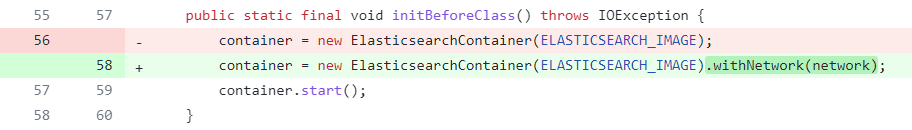 55 57 public static final void initBeforeClass() throws IOException {
56 - container = new ElasticsearchContainer(ELASTICSEARCH_IMAGE);
58 + container = new ElasticsearchContainer(ELASTICSEARCH_IMAGE).withNetwork(network);
57 59 container.start();
58 60 }